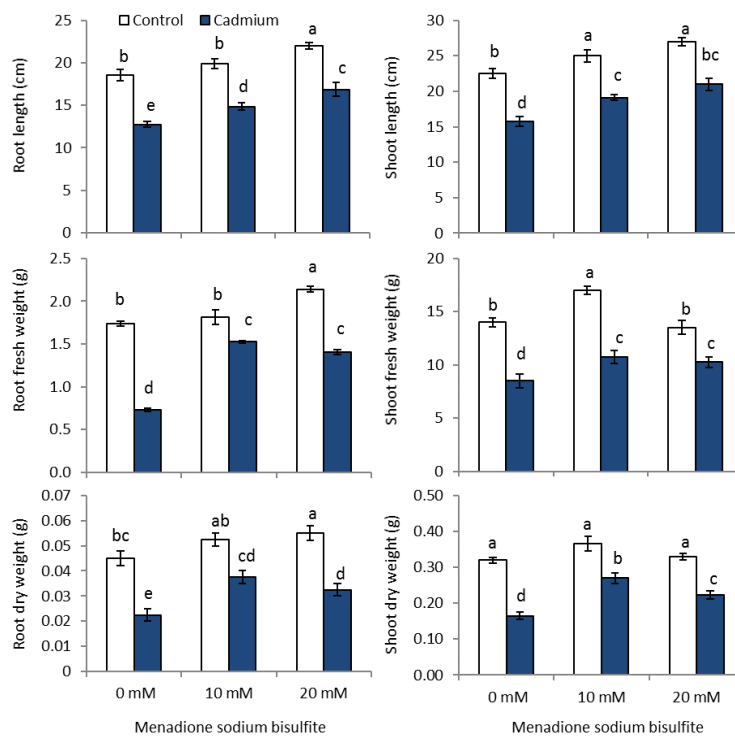 Control Cadmium
Root length (cm)
25
20
15
10
5
0
b
e
b
d
a
c
Shoot length (cm)
30
25
20
15
10
5
0
b
d
a
c
a
bc
Root fresh weight (g)
2.5
2.0
1.5
1.0
0.5
0.0
b
d
b
c
a
c
Shoot fresh weight (g)
20
15
10
5
0
b
d
a
c
b
c
Root dry weight (g)
0.07
0.06
0.05
0.04
0.03
0.02
0.01
0
bc
e
ab
cd
a
d
0 mM 10 mM 20 mM
Menadione sodium bisulfite
Shoot dry weight (g)
0.50
0.40
0.30
0.20
0.10
0.00
a
d
a
b
a
c
0 mM 10 mM 20 mM
Menadione sodium bisulfite